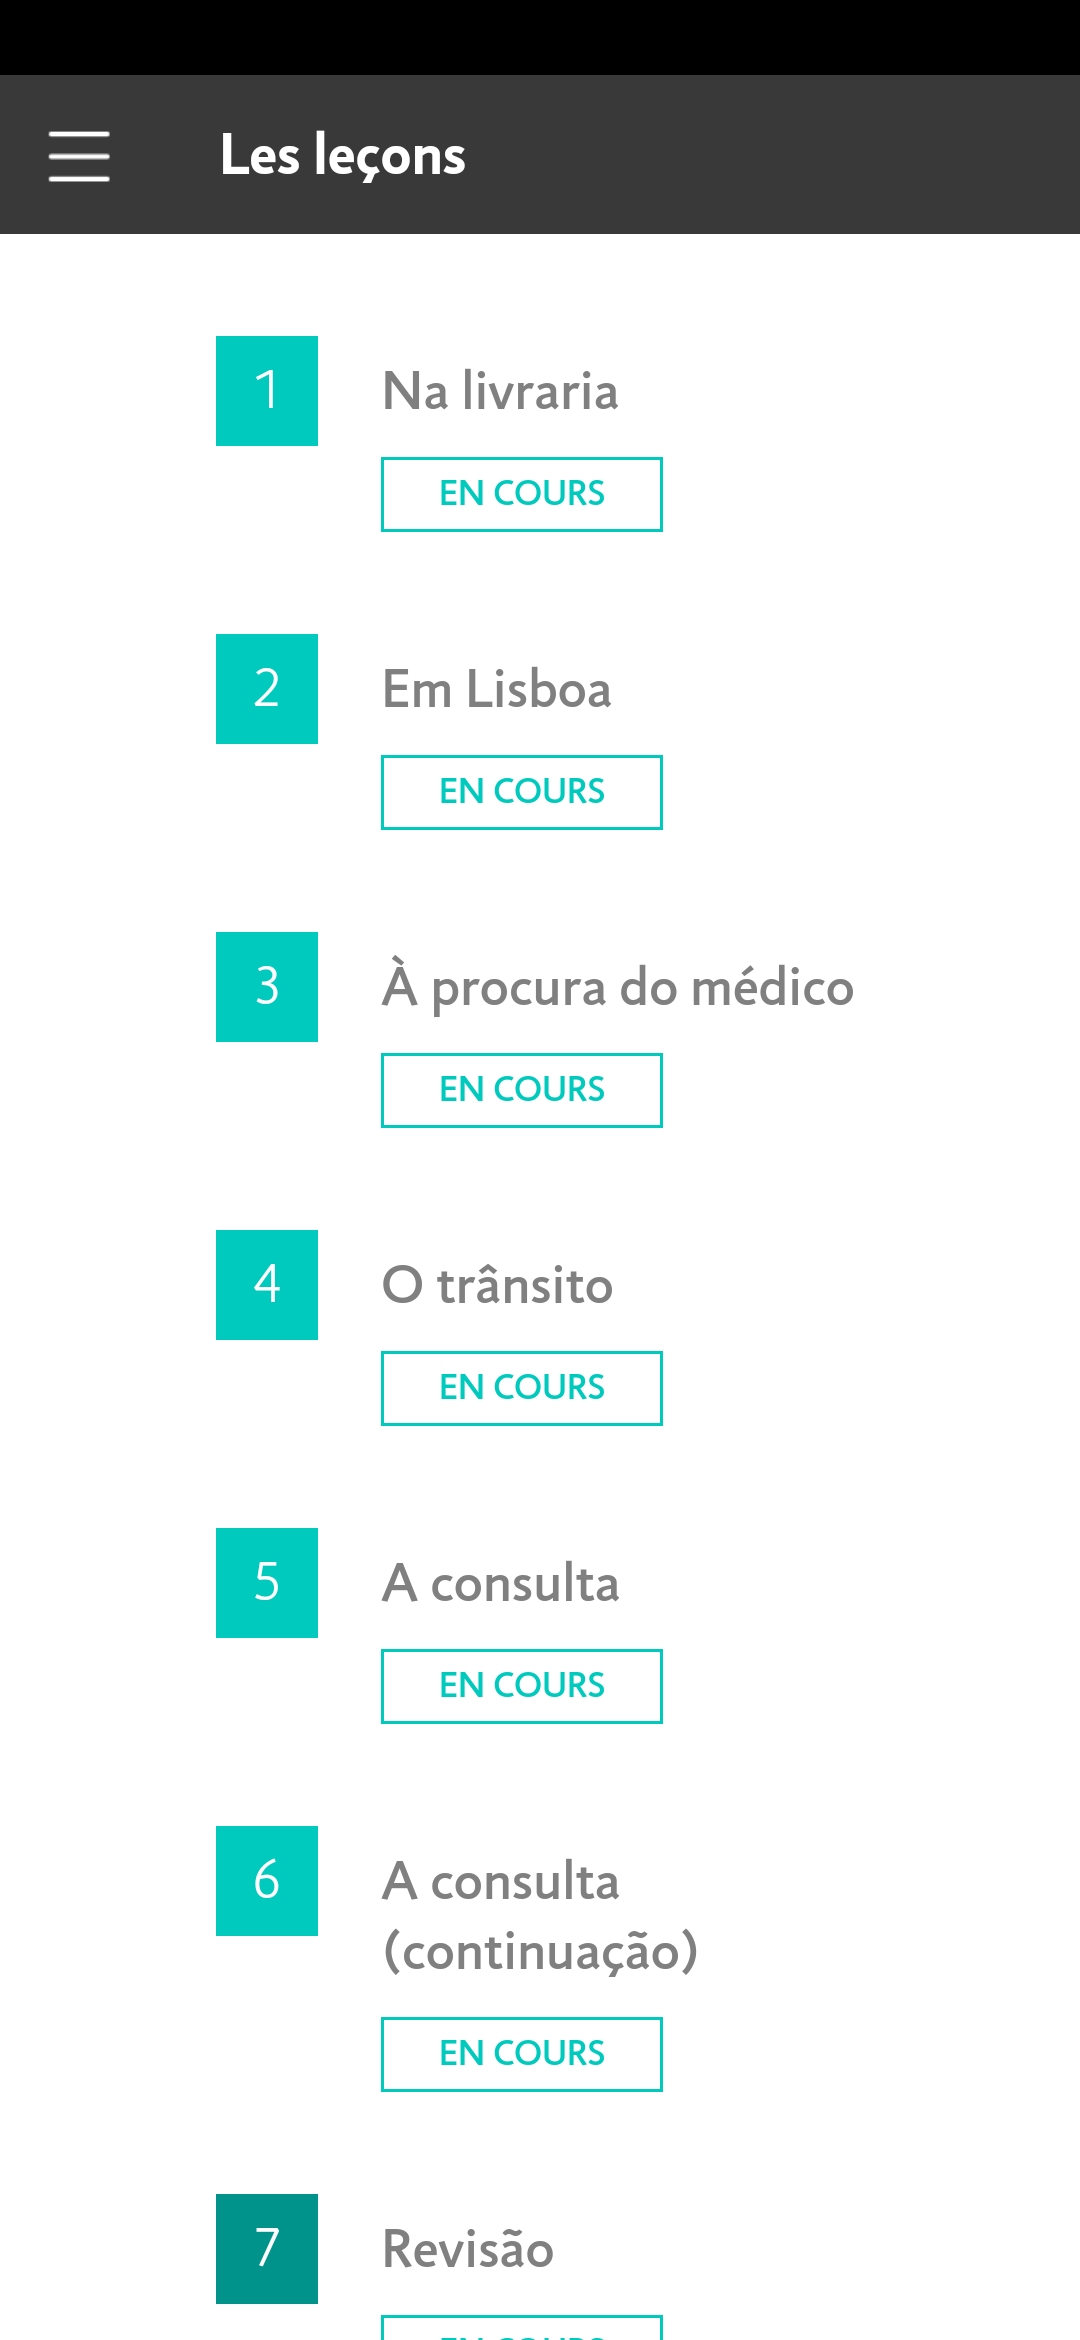 Les leçons
1
Na livraria
EN COURS
2
Em Lisboa
EN COURS
3
À procura do médico
EN COURS
4
O trânsito
EN COURS
5
A consulta
EN COURS
6
A consulta
(continuação)
EN COURS
7
Revisão